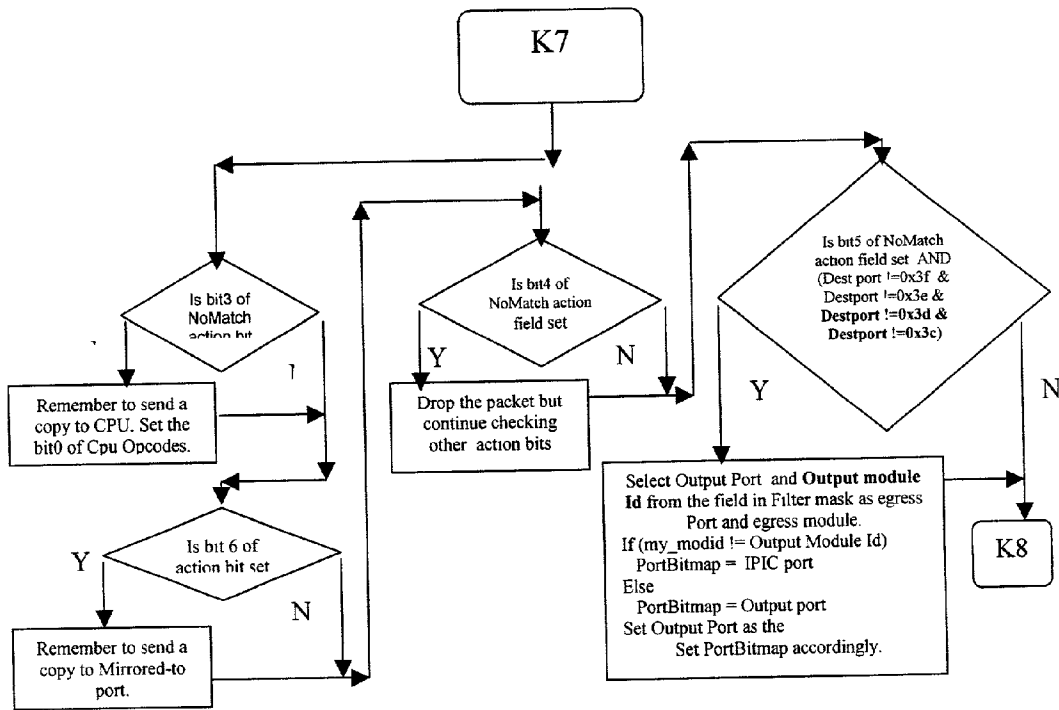 K7
Is bit3 of
NoMatch
action bit
Remember to send a
copy to CPU. Set the
bit0 of Cpu Opcodes.
Is bit 6 of
action bit set
Y
N
Remember to send a
copy to Mirrored-to
port.
Is bit4 of
NoMatch action
field set
Y
N
Drop the packet but
continue checking
other action bits
Is bit5 of NoMatch
action field set AND
(Dest port !=0x3f &
Destport !=0x3e &
Destport !=0x3d &
Destport !=0x3c)
Y
N
Select Output Port and Output module
Id from the field in Filter mask as egress
Port and egress module.
If (my_modid != Output Module Id)
PortBitmap = IPIC port
Else
PortBitmap = Output port
Set Output Port as the
Set PortBitmap accordingly.
K8